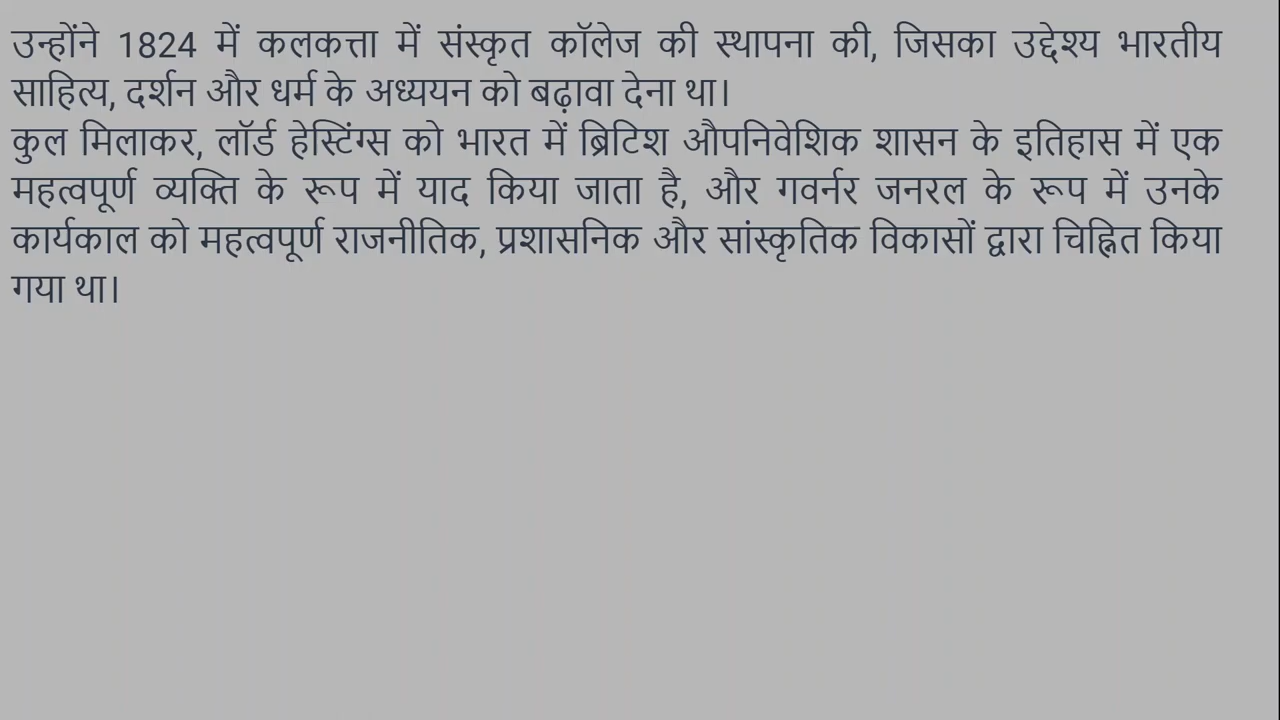 उन्होंने 1824 में कलकत्ता में संस्कृत कॉलेज की स्थापना की, जिसका उद्देश्य भारतीय
साहित्य, दर्शन और धर्म के अध्ययन को बढ़ावा देना था।
कुल मिलाकर, लॉर्ड हेस्टिंग्स को भारत में ब्रिटिश औपनिवेशिक शासन के इतिहास में एक
महत्वपूर्ण व्यक्ति के रूप में याद किया जाता है, और गवर्नर जनरल के रूप में उनके
कार्यकाल को महत्वपूर्ण राजनीतिक, प्रशासनिक और सांस्कृतिक विकासों द्वारा चिह्नित किया
गया था।